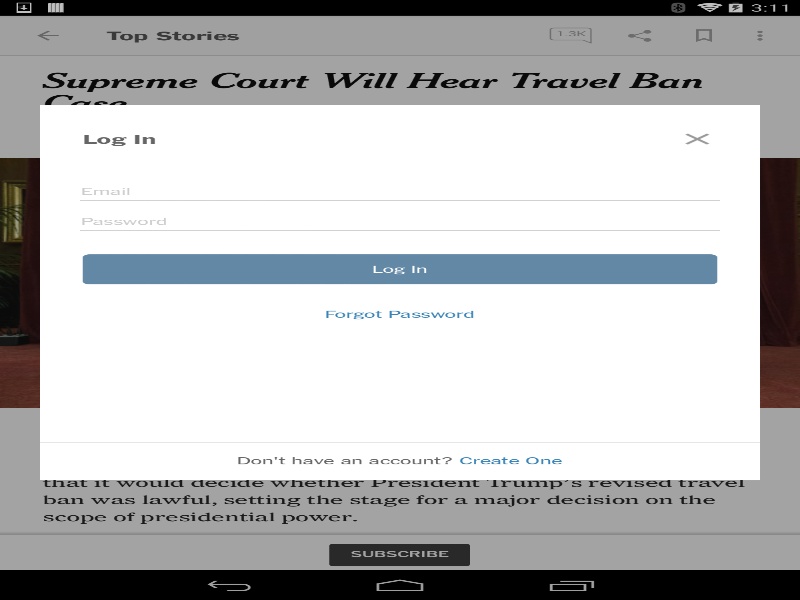 3:11
Top Stories
1.3K
Supreme Court Will Hear Travel Ban
Case
Log In
Email
Password
Log In
Forgot Password
Don't have an account? Create One
that it would decide whether President Trump's revised travel
ban was lawful, setting the stage for a major decision on the
scope of presidential power.
SUBSCRIBE